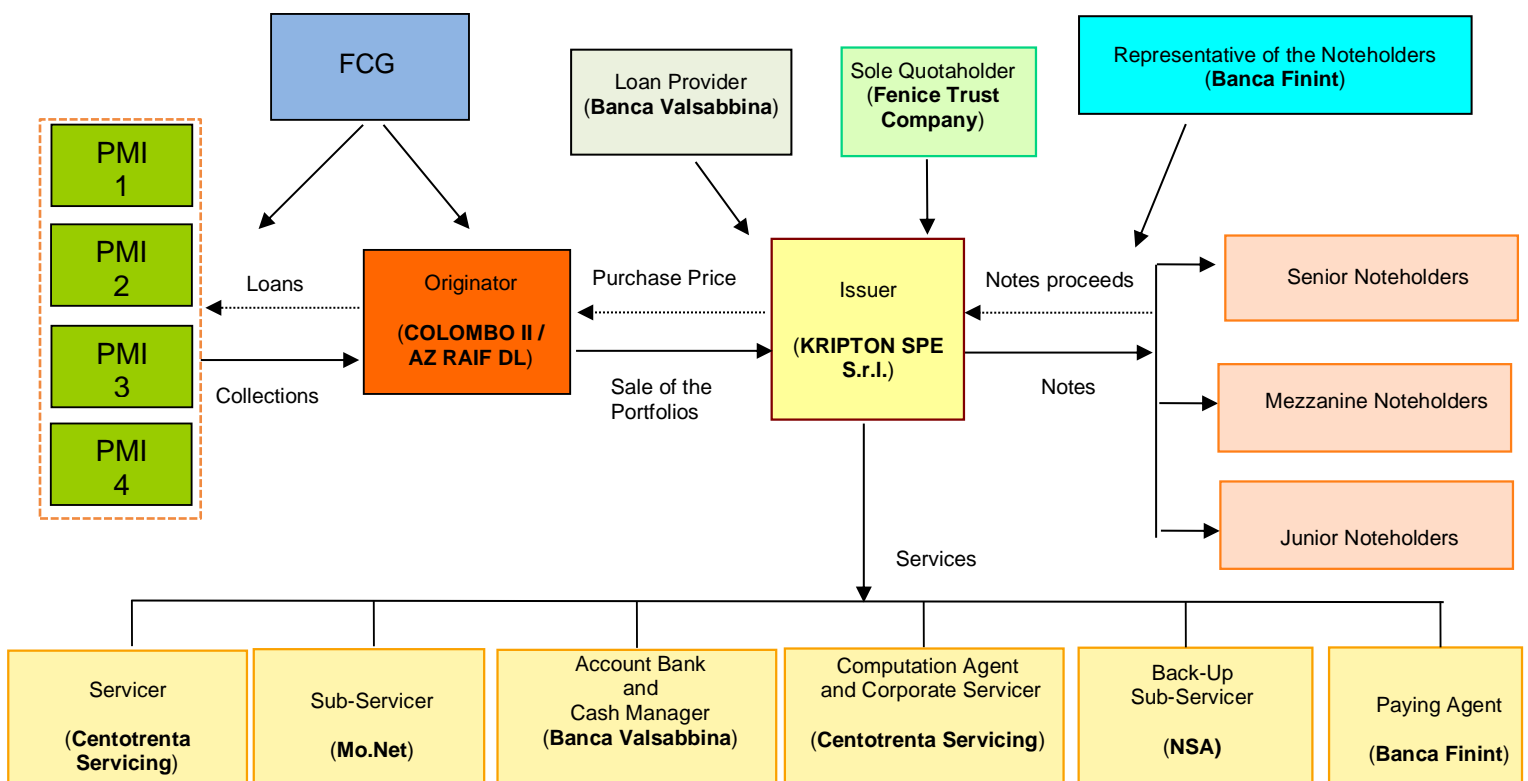 FCG
Loan Provider
(Banca Valsabbina)
Sole Quotaholder
(Fenice Trust
Company)
Representative of the Noteholders
(Banca Finint)
PMI
1
PMI
2
PMI
3
PMI
4
Loans
Collections
Originator
(COLOMBO II /
AZ RAIF DL)
Purchase Price
Sale of the
Portfolios
Issuer
(KRIPTON SPE
S.r.l.)
Notes proceeds
Notes
Senior Noteholders
Mezzanine Noteholders
Junior Noteholders
Services
Servicer
(Centotrenta
Servicing)
Sub-Servicer
(Mo.Net)
Account Bank
and
Cash Manager
(Banca Valsabbina)
Computation Agent
and Corporate Servicer
(Centotrenta Servicing)
Back-Up
Sub-Servicer
(NSA)
Paying Agent
(Banca Finint)